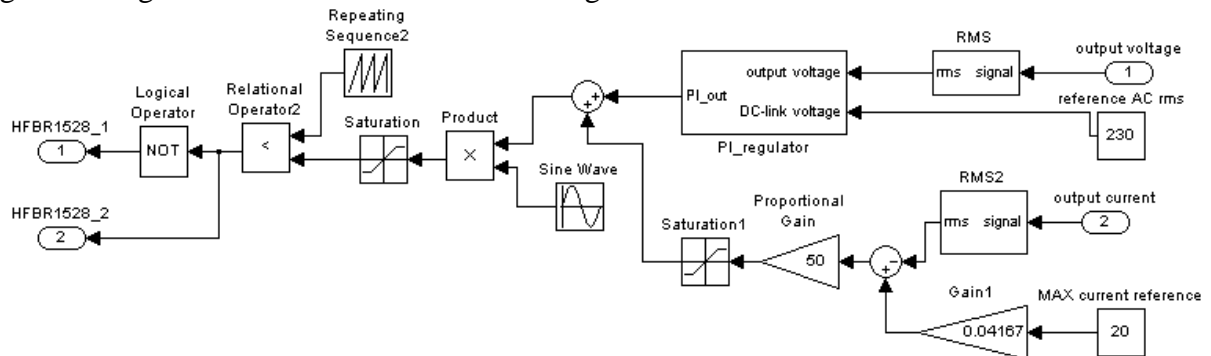 Repeating
Sequence2
RMS
output voltage
output voltage
rms signal
1
Logical
Operator
Relational
Operator2
reference AC rms
HFBR1528_1
Saturation
Product
+
+
PI_out
DC-link voltage
1
NOT
<
×
PI_regulator
230
Sine Wave
RMS2
HFBR1528_2
Proportional
Gain
output current
2
Saturation1
rms signal
2
50
−
+
Gain1
MAX current reference
0.04167
20